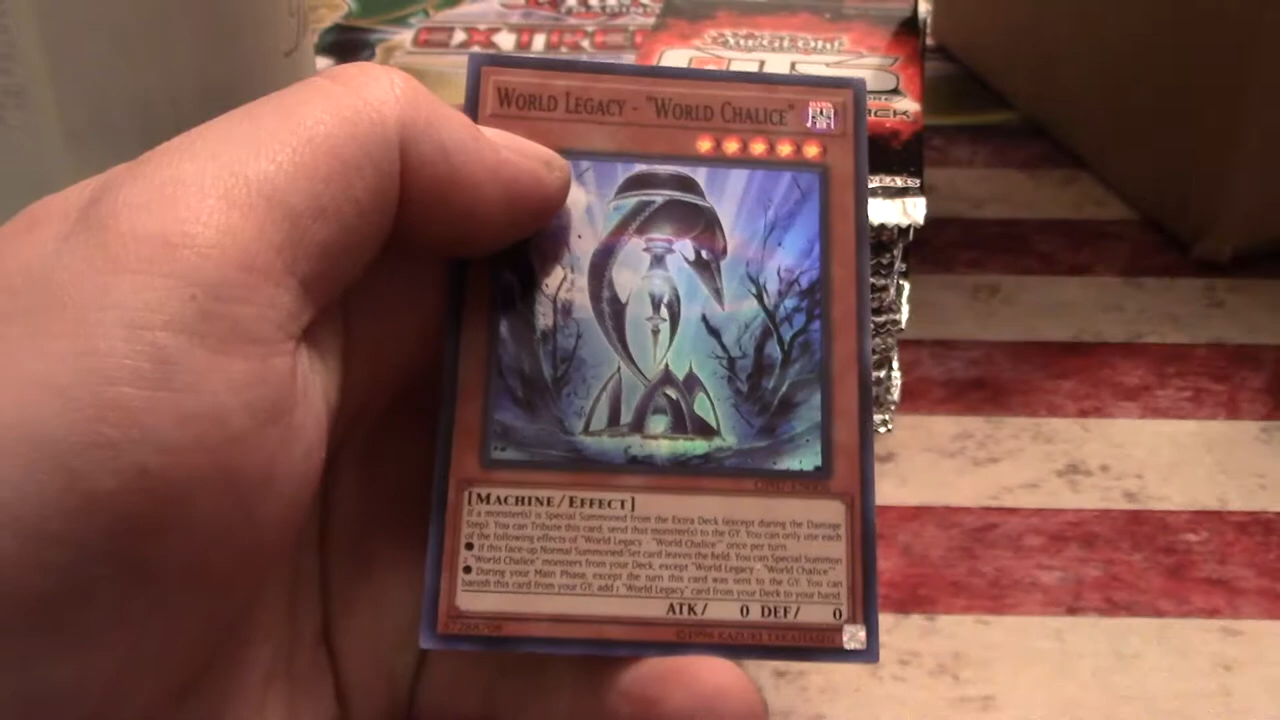 EXTRE
PACK
YEARS
WORLD LEGACY - "WORLD CHALICE"
DARK
[MACHINE/EFFECT]
If a monster(s) is Special Summoned from the Extra Deck (except during the Damage
Step): You can Tribute this card; send that monster(s) to the GY. You can only use each
of the following effects of "World Legacy - "World Chalice"" once per turn.
● If this face-up Normal Summoned/Set card leaves the field: You can Special Summon
2 "World Chalice" monsters from your Deck, except "World Legacy - "World Chalice"".
● During your Main Phase, except the turn this card was sent to the GY: You can
banish this card from your GY; add 1 "World Legacy" card from your Deck to your hand.
ATK/ 0 DEF/ 0
©1996 KAZUKI TAKAHASHI